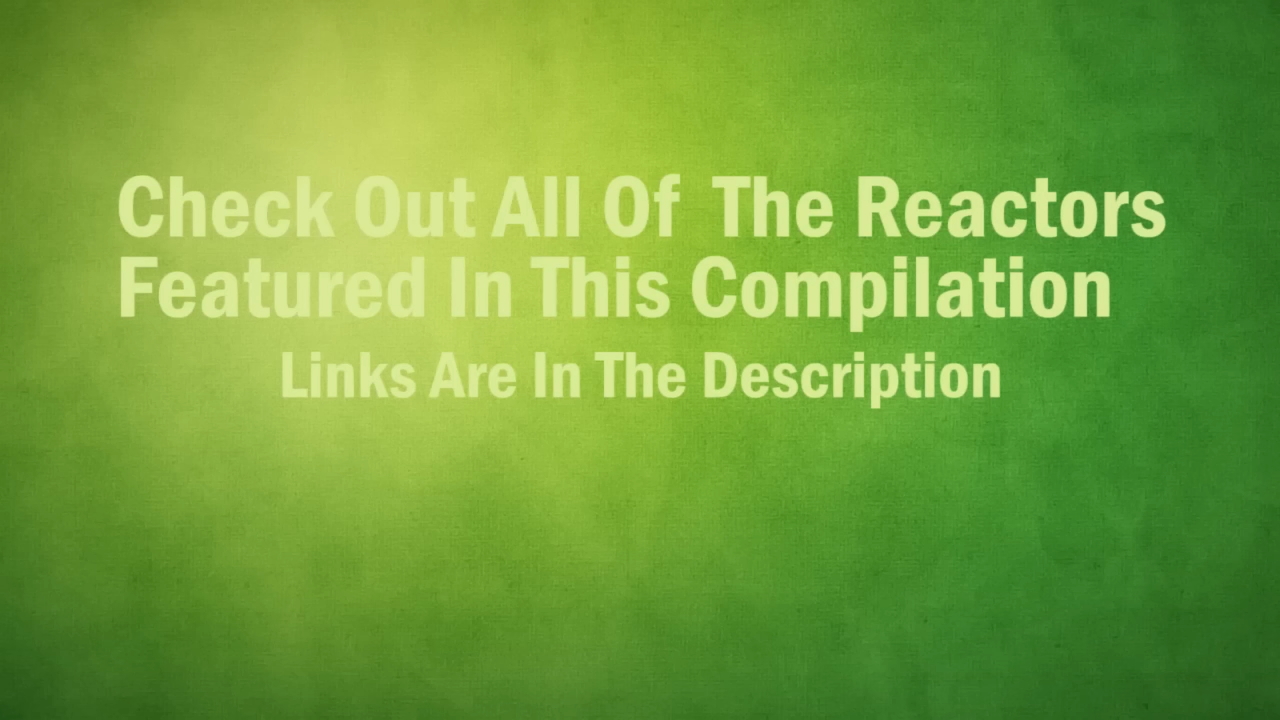 Check Out All Of The Reactors
Featured In This Compilation
Links Are In The Description